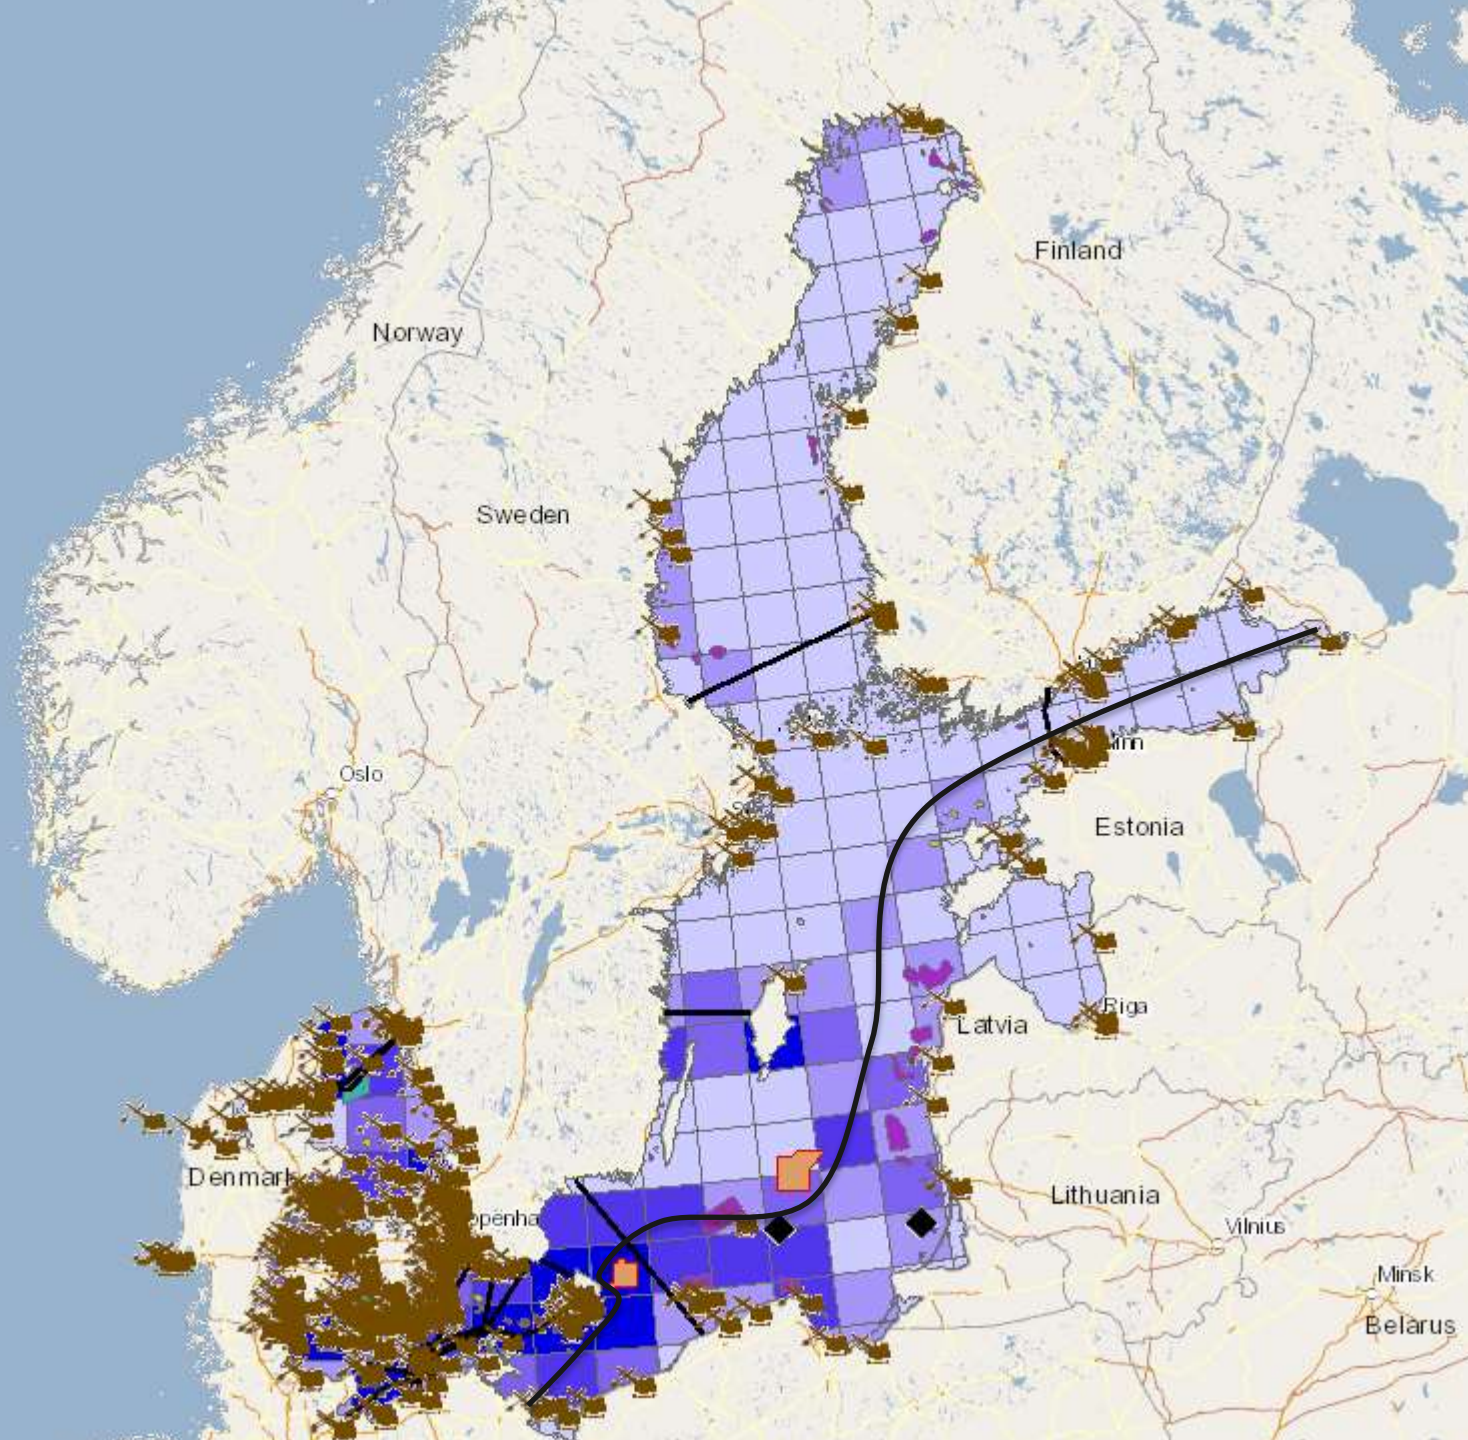 Finland
Norway
Sweden
Oslo
Estonia
Riga
Latvia
Denmark
Lithuania
Vilnius
Minsk
Belarus